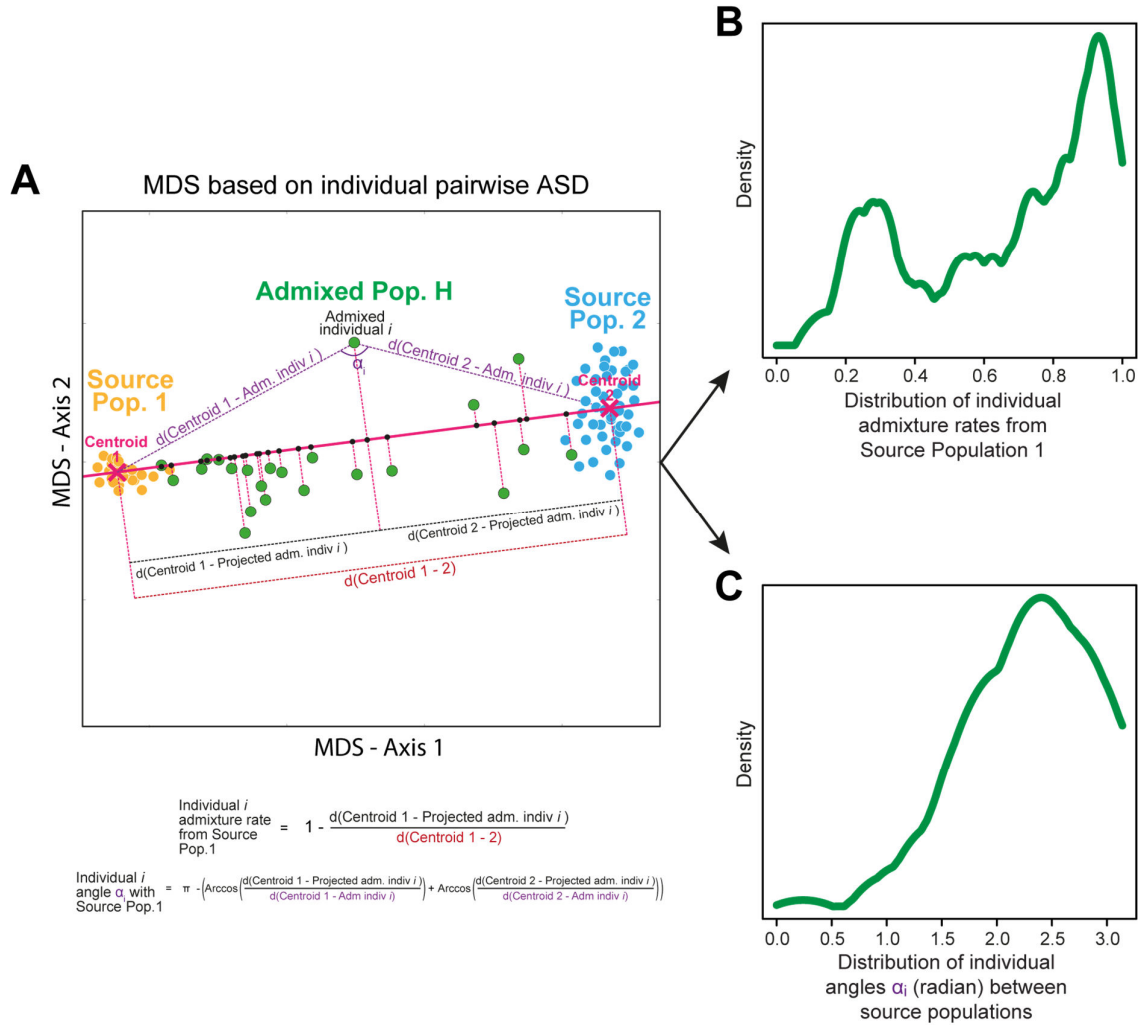 A
MDS based on individual pairwise ASD
MDS - Axis 2
Admixed Pop. H
Admixed
individual i
αi
d(Centroid 1 - Adm. indiv i )
d(Centroid 2 - Adm. indiv i )
Source
Pop. 1
Centroid
1
Source
Pop. 2
Centroid
2
d(Centroid 1 - Projected adm. indiv i )
d(Centroid 2 - Projected adm. indiv i )
d(Centroid 1 - 2)
MDS - Axis 1
Individual i
admixture rate
from Source
Pop.1
= 1 - d(Centroid 1 - Projected adm. indiv i )
d(Centroid 1 - 2)
Individual i
angle αi with
Source Pop.1
= π -(Arccos(d(Centroid 1 - Projected adm. indiv i )
d(Centroid 1 - Adm indiv i)
) + Arccos(d(Centroid 2 - Projected adm. indiv i )
d(Centroid 2 - Adm indiv i)
))
B
Density
0.0 0.2 0.4 0.6 0.8 1.0
Distribution of individual
admixture rates from
Source Population 1
C
Density
0.0 0.5 1.0 1.5 2.0 2.5 3.0
Distribution of individual
angles αi (radian) between
source populations